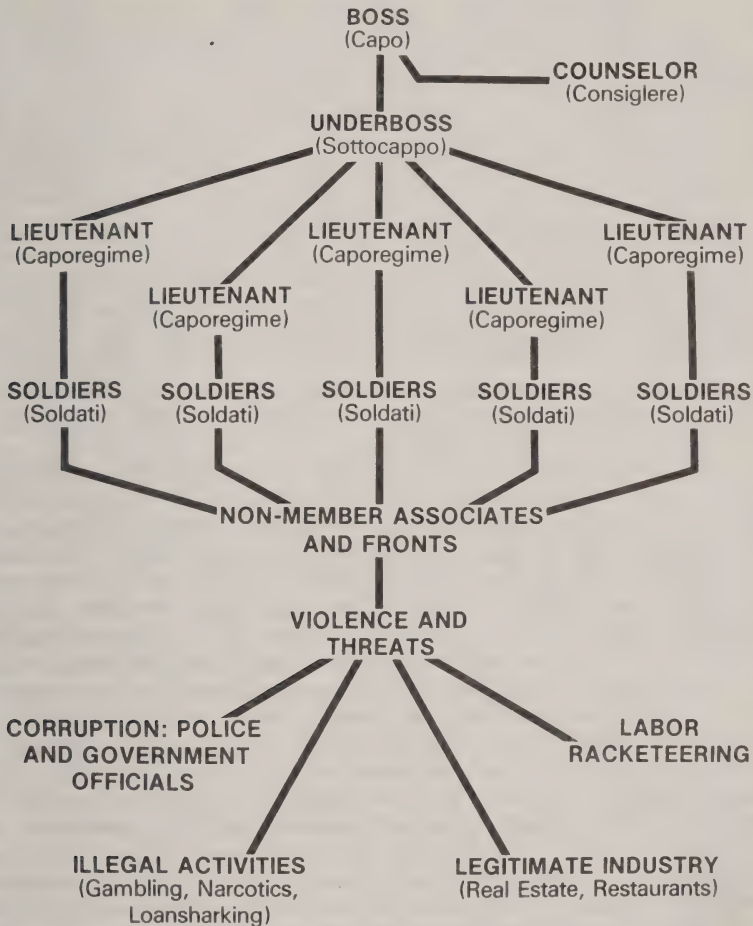 BOSS
(Capo)
COUNSELOR
(Consiglere)
UNDERBOSS
(Sottocappo)
LIEUTENANT
(Caporegime)
LIEUTENANT
(Caporegime)
LIEUTENANT
(Caporegime)
LIEUTENANT
(Caporegime)
LIEUTENANT
(Caporegime)
SOLDIERS
(Soldati)
SOLDIERS
(Soldati)
SOLDIERS
(Soldati)
SOLDIERS
(Soldati)
SOLDIERS
(Soldati)
NON-MEMBER ASSOCIATES
AND FRONTS
VIOLENCE AND
THREATS
CORRUPTION: POLICE
AND GOVERNMENT
OFFICIALS
LABOR
RACKETEERING
ILLEGAL ACTIVITIES
(Gambling, Narcotics,
Loansharking)
LEGITIMATE INDUSTRY
(Real Estate, Restaurants)